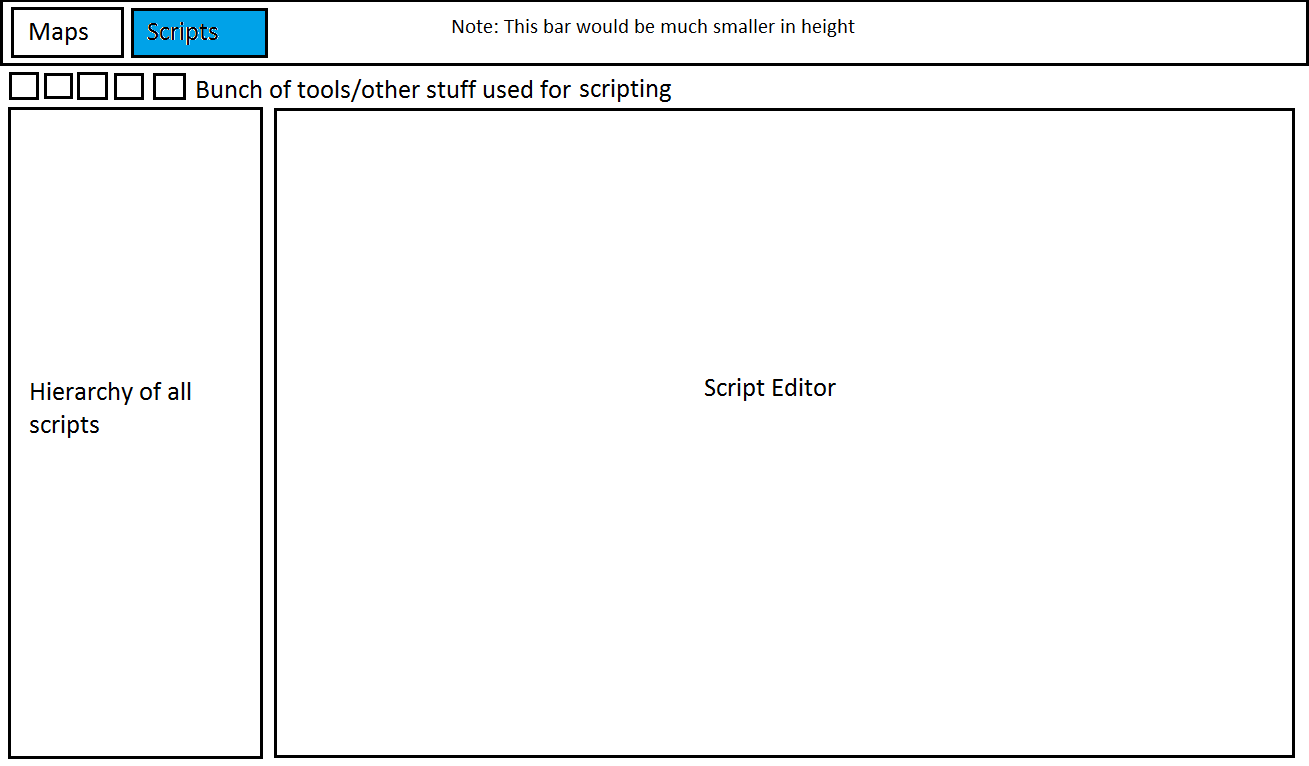 Maps
Scripts
Note: This bar would be much smaller in height
Bunch of tools/other stuff used for scripting
Hierarchy of all
scripts
Script Editor